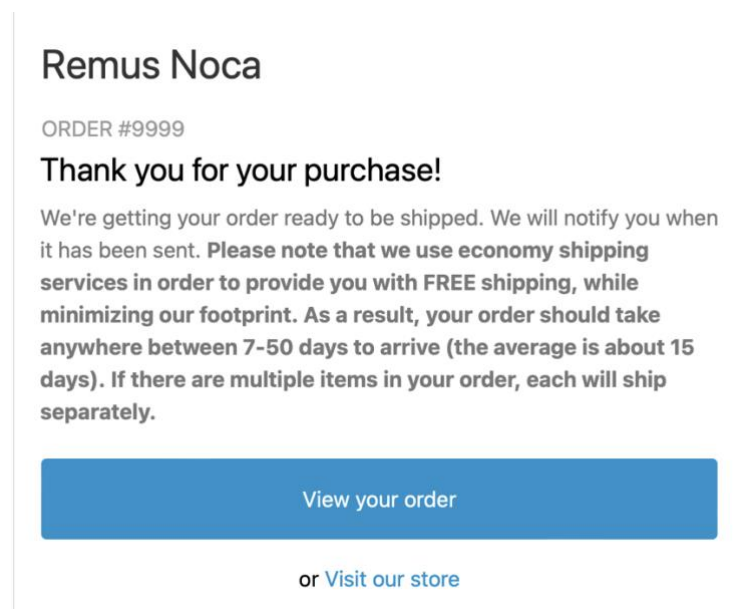 Remus Noca
ORDER #9999
Thank you for your purchase!
We're getting your order ready to be shipped. We will notify you when
it has been sent. Please note that we use economy shipping
services in order to provide you with FREE shipping, while
minimizing our footprint. As a result, your order should take
anywhere between 7-50 days to arrive (the average is about 15
days). If there are multiple items in your order, each will ship
separately.
View your order
or Visit our store